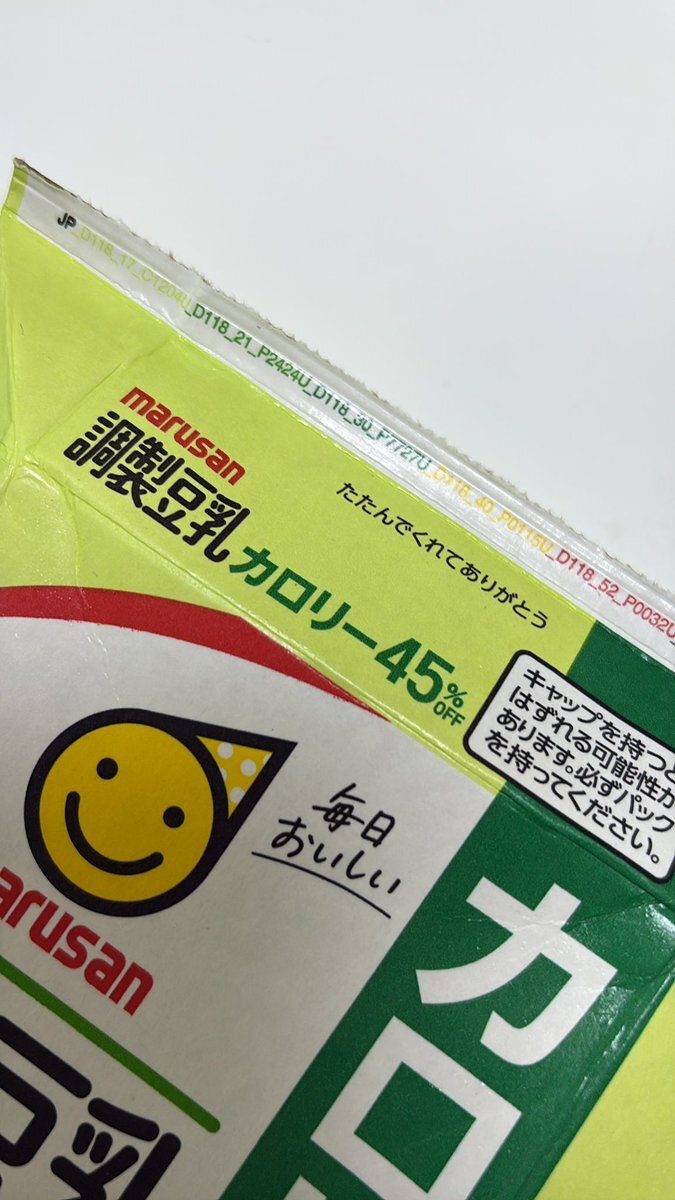 JP_D118_17_C1204U_D118_21_P2424U_D118_30_P7727U_D118_40_P0115U_D118_52_P0032U
marusan
調製豆乳
カロリー45%OFF
たたんでくれてありがとう
キャップを持つと
はずれる可能性が
あります。必ずパック
を持ってください。
毎日
おいしい
marusan
豆乳
カロ